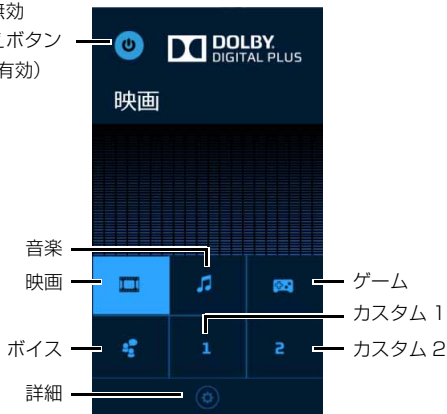 無効
えボタン
有効）
DOLBY
DIGITAL PLUS
映画
音楽
映画
ゲーム
カスタム 1
ボイス
1
2
カスタム 2
詳細